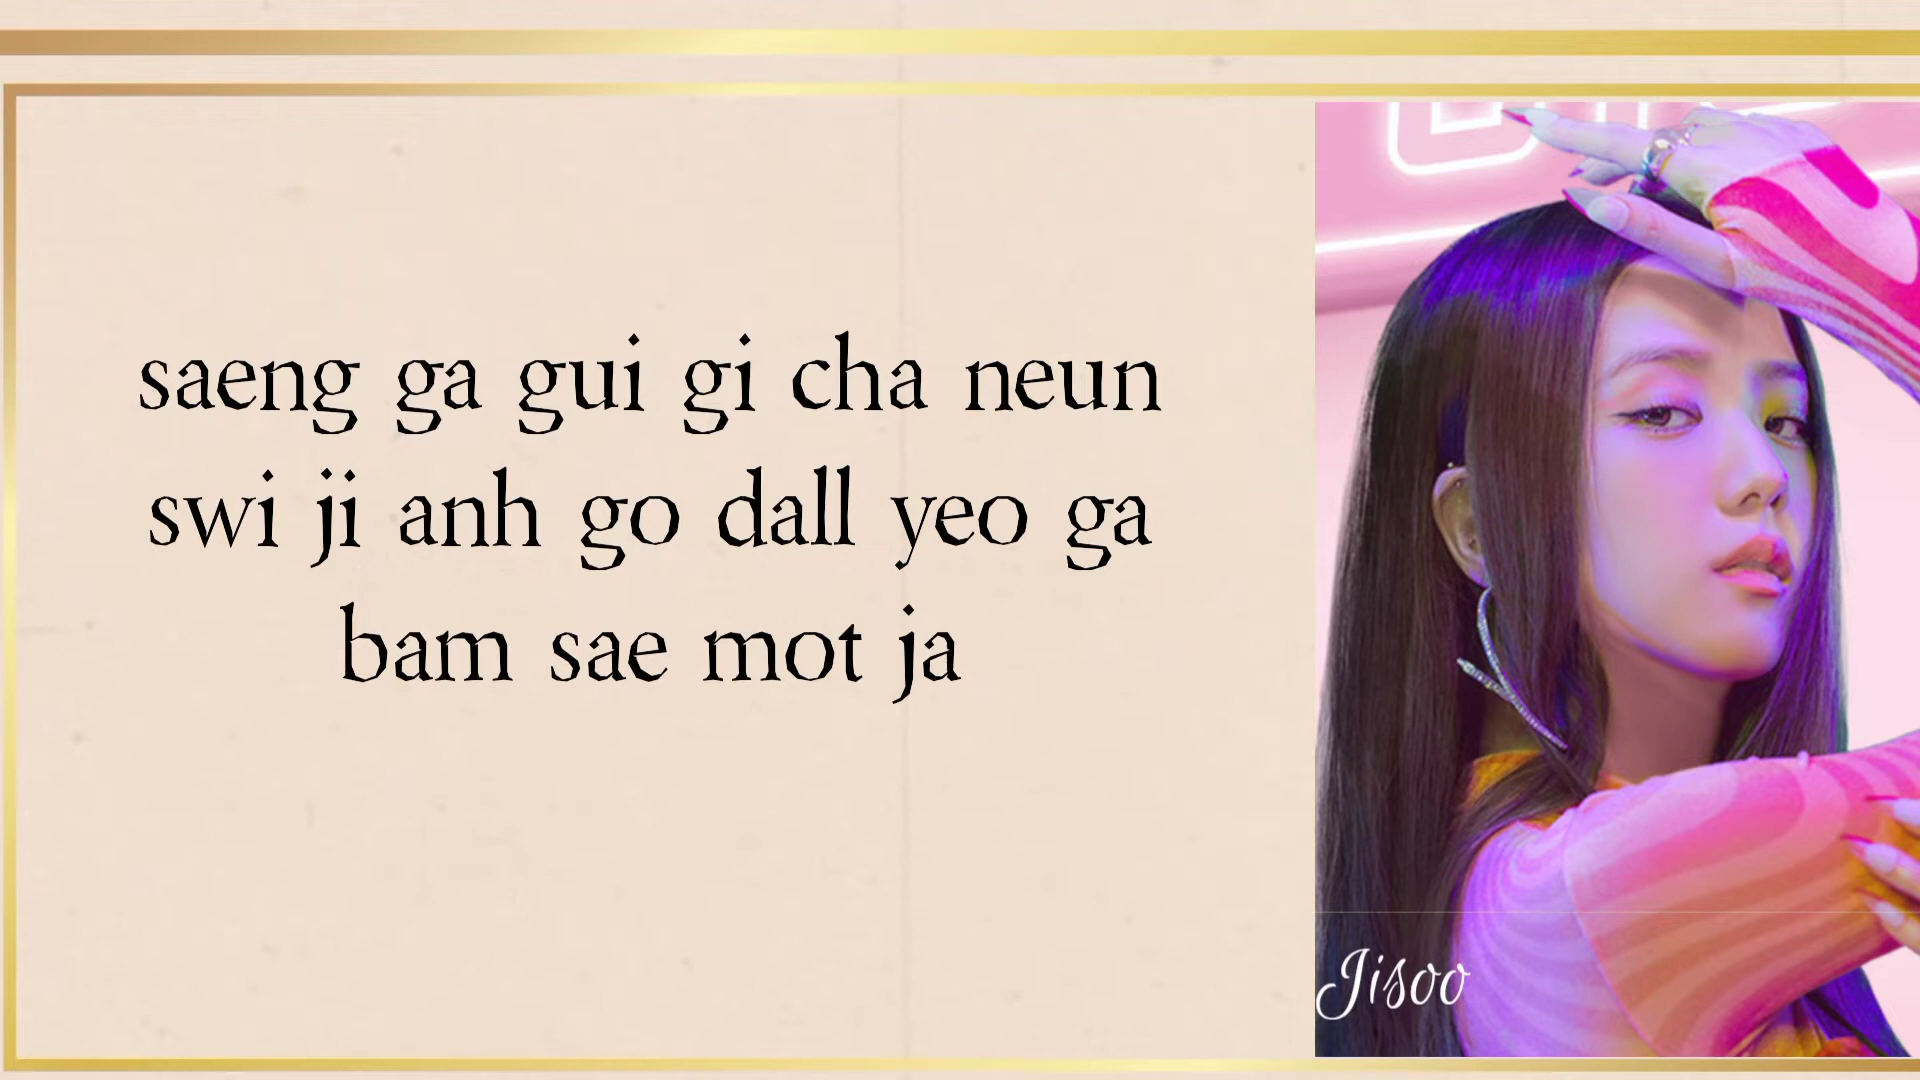 saeng ga gui gi cha neun
swi ji anh go dall yeo ga
bam sae mot ja
Jisoo